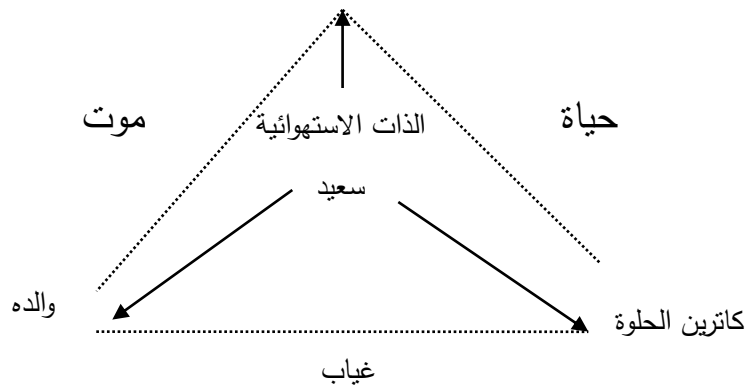 حياة
موت
الذات الاستهوائية
سعيد
والده
كاترين الحلوة
غياب